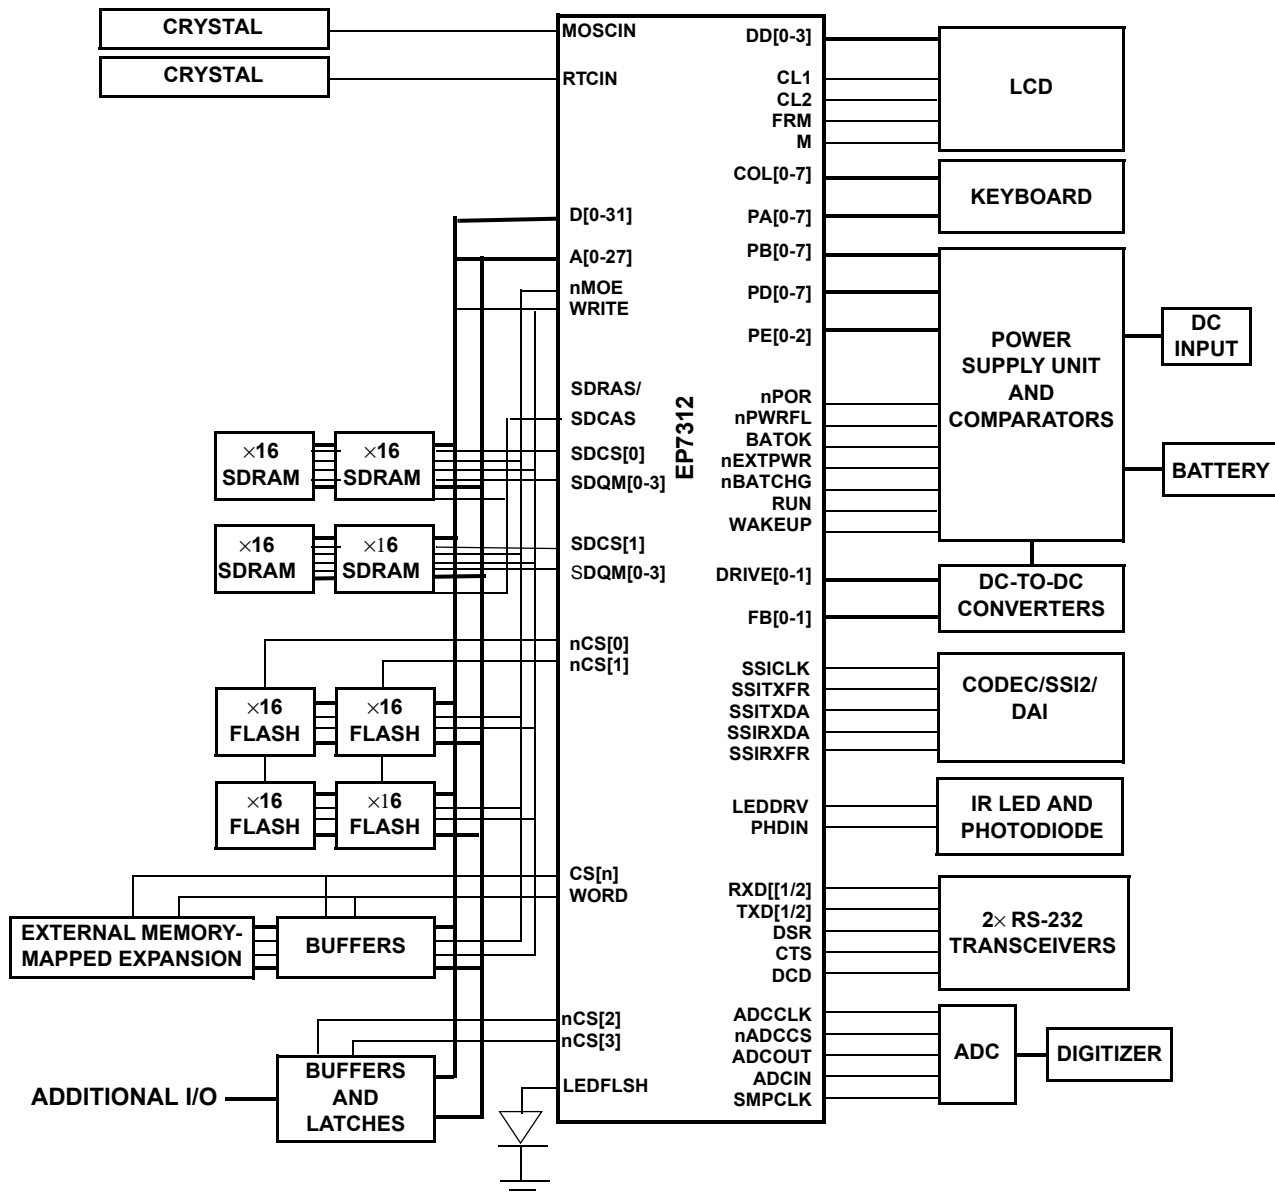 CRYSTAL
CRYSTAL
MOSCIN
RTCIN
D[0-31]
A[0-27]
nMOE
WRITE
SDRAS/
SDCAS
SDCS[0]
SDQM[0-3]
SDCS[1]
SDQM[0-3]
nCS[0]
nCS[1]
CS[n]
WORD
nCS[2]
nCS[3]
LEDFLSH
×16
SDRAM
×16
SDRAM
×16
SDRAM
×16
SDRAM
×16
FLASH
×16
FLASH
×16
FLASH
×16
FLASH
EXTERNAL MEMORY-
MAPPED EXPANSION
BUFFERS
ADDITIONAL I/O
BUFFERS
AND
LATCHES
EP7312
DD[0-3]
CL1
CL2
FRM
M
COL[0-7]
PA[0-7]
PB[0-7]
PD[0-7]
PE[0-2]
nPOR
nPWRFL
BATOK
nEXTPWR
nBATCHG
RUN
WAKEUP
DRIVE[0-1]
FB[0-1]
SSICLK
SSITXFR
SSITXDA
SSIRXDA
SSIRXFR
LEDDRV
PHDIN
RXD[[1/2]
TXD[1/2]
DSR
CTS
DCD
ADCCLK
nADCCS
ADCOUT
ADCIN
SMPCLK
LCD
KEYBOARD
POWER
SUPPLY UNIT
AND
COMPARATORS
DC
INPUT
BATTERY
DC-TO-DC
CONVERTERS
CODEC/SSI2/
DAI
IR LED AND
PHOTODIODE
2× RS-232
TRANSCEIVERS
ADC
DIGITIZER